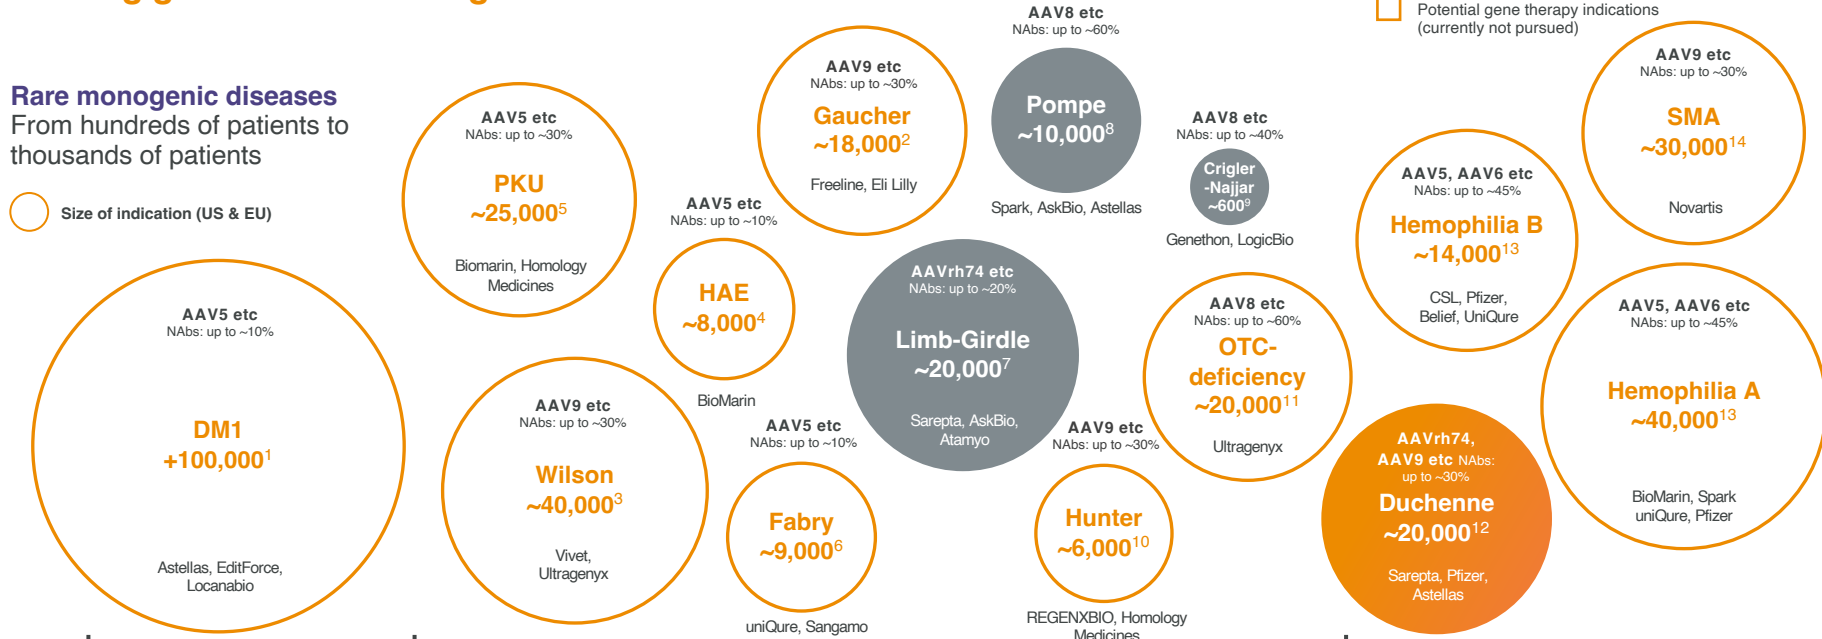 Rare monogenic diseases
From hundreds of patients to
thousands of patients
Size of indication (US & EU)
Potential gene therapy indications
(currently not pursued)
AAV5 etc
NAbs: up to ~10%
DM1
+100,000¹
Astellas, EditForce,
Locanabio
AAV5 etc
NAbs: up to ~30%
PKU
~25,000⁵
Biomarin, Homology
Medicines
AAV9 etc
NAbs: up to ~30%
Wilson
~40,000³
Vivet,
Ultragenyx
AAV5 etc
NAbs: up to ~10%
HAE
~8,000⁴
BioMarin
AAV5 etc
NAbs: up to ~10%
Fabry
~9,000⁶
uniQure, Sangamo
AAV9 etc
NAbs: up to ~30%
Gaucher
~18,000²
Freeline, Eli Lilly
AAVrh74 etc
NAbs: up to ~20%
Limb-Girdle
~20,000⁷
Sarepta, AskBio,
Atamyo
AAV8 etc
NAbs: up to ~60%
Pompe
~10,000⁸
Spark, AskBio, Astellas
AAV8 etc
NAbs: up to ~40%
Crigler
-Najjar
~600⁹
Genethon, LogicBio
AAV9 etc
NAbs: up to ~30%
Hunter
~6,000¹⁰
REGENXBIO, Homology
Medicines
AAV8 etc
NAbs: up to ~60%
OTC-
deficiency
~20,000¹¹
Ultragenyx
AAV5, AAV6 etc
NAbs: up to ~45%
Hemophilia B
~14,000¹³
CSL, Pfizer,
Belief, UniQure
AAVrh74,
AAV9 etc NAbs:
up to ~30%
Duchenne
~20,000¹²
Sarepta, Pfizer,
Astellas
AAV9 etc
NAbs: up to ~30%
SMA
~30,000¹⁴
Novartis
AAV5, AAV6 etc
NAbs: up to ~45%
Hemophilia A
~40,000¹³
BioMarin, Spark
uniQure, Pfizer